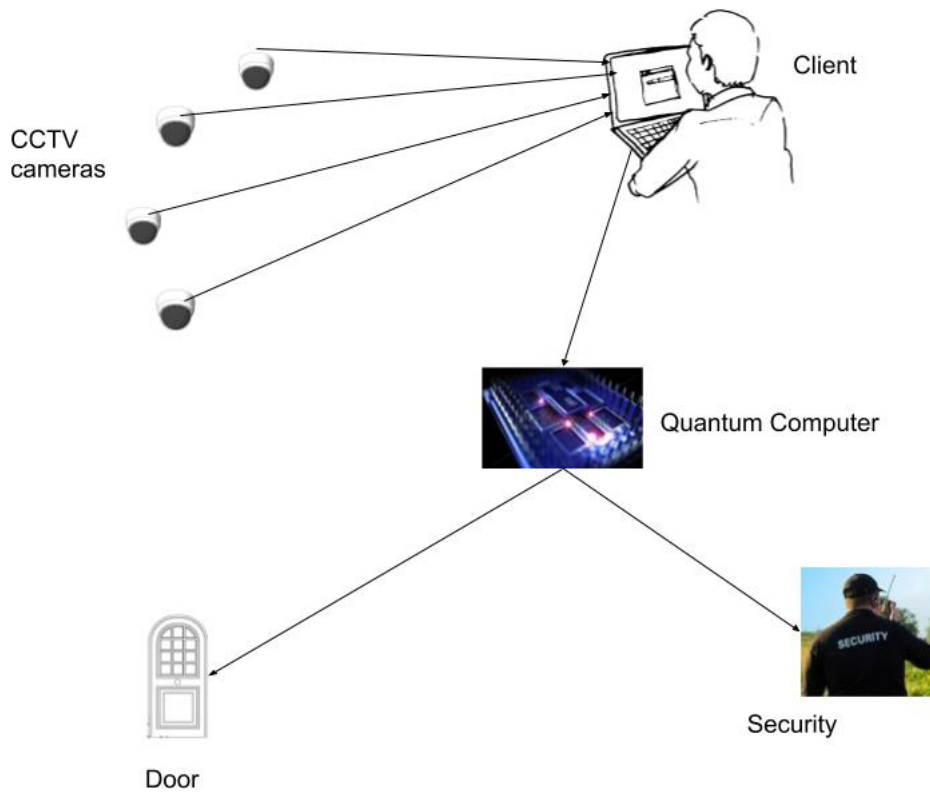 Client
CCTV
cameras
Quantum Computer
SECURITY
Security
Door